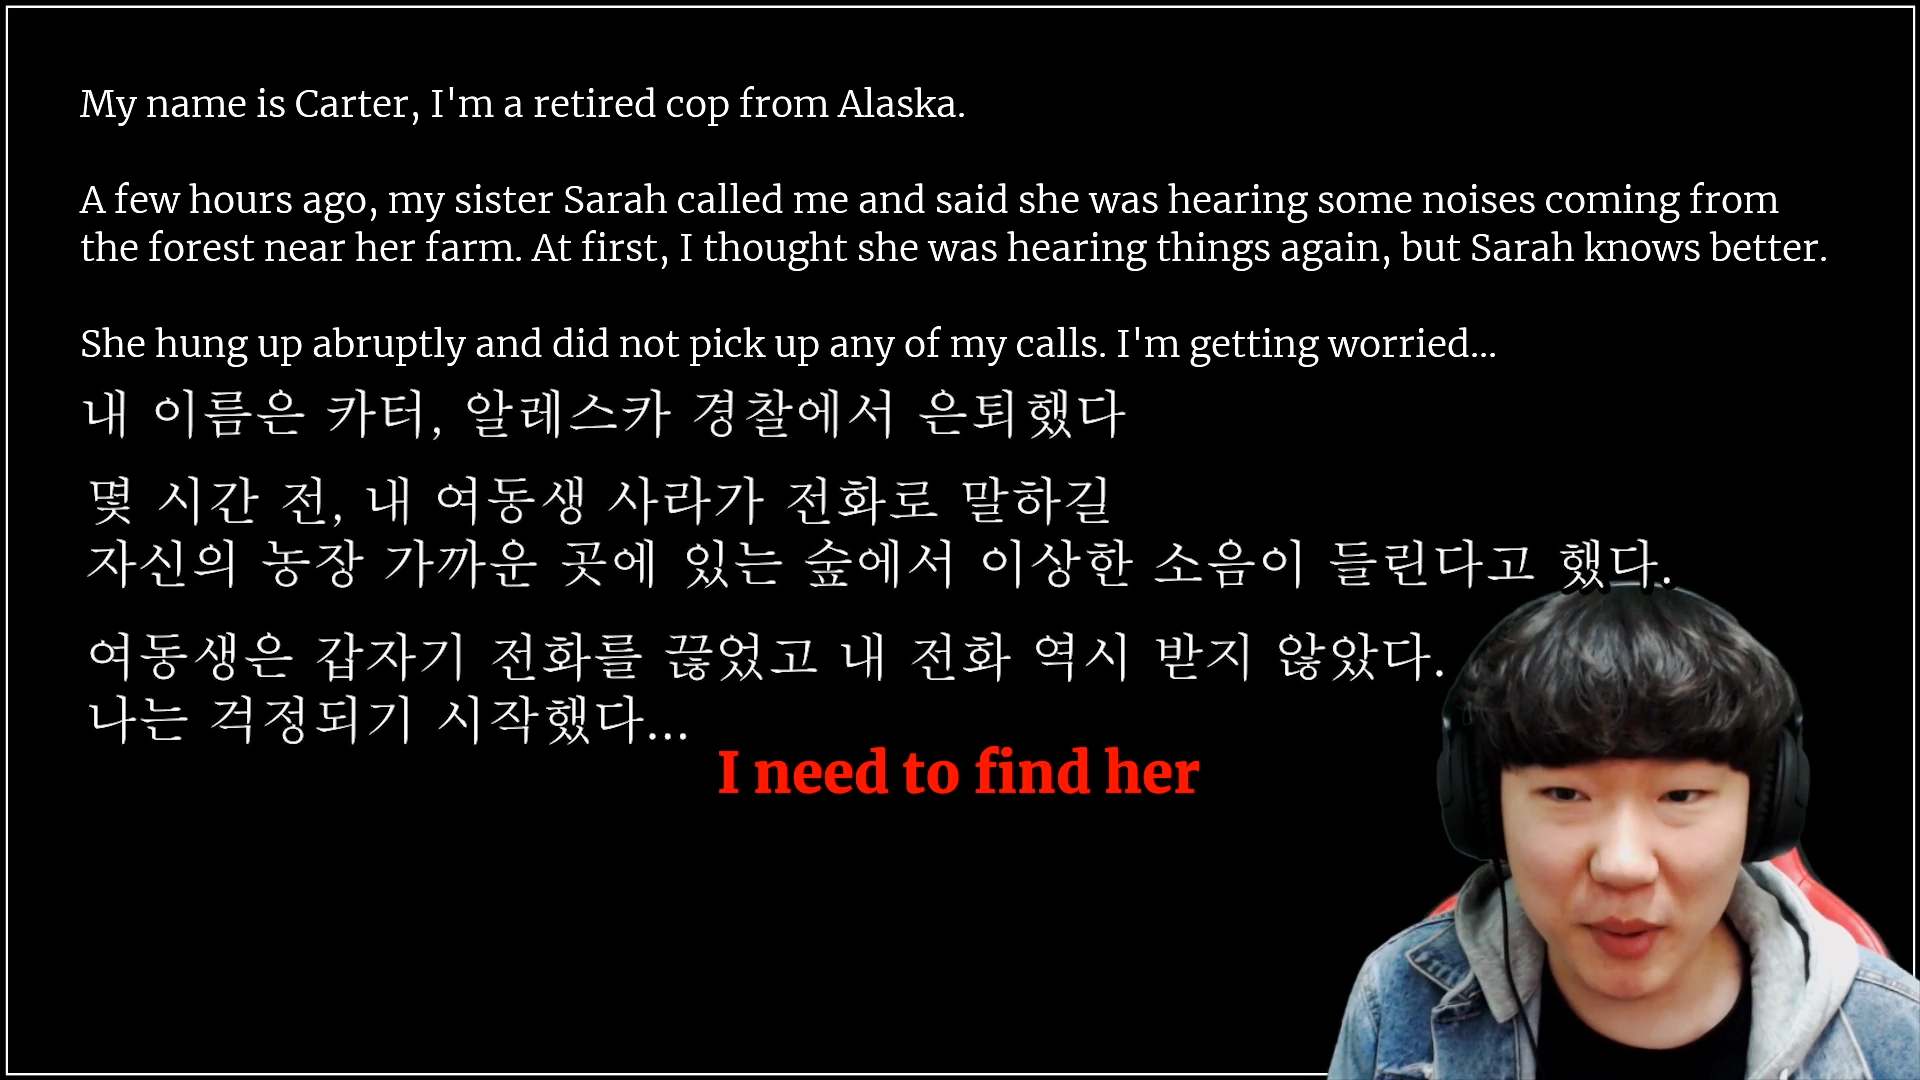 My name is Carter, I'm a retired cop from Alaska.
A few hours ago, my sister Sarah called me and said she was hearing some noises coming from
the forest near her farm. At first, I thought she was hearing things again, but Sarah knows better.
She hung up abruptly and did not pick up any of my calls. I'm getting worried...
내 이름은 카터, 알레스카 경찰에서 은퇴했다
몇 시간 전, 내 여동생 사라가 전화로 말하길
자신의 농장 가까운 곳에 있는 숲에서 이상한 소음이 들린다고 했다.
여동생은 갑자기 전화를 끊었고 내 전화 역시 받지 않았다.
나는 걱정되기 시작했다...
I need to find her